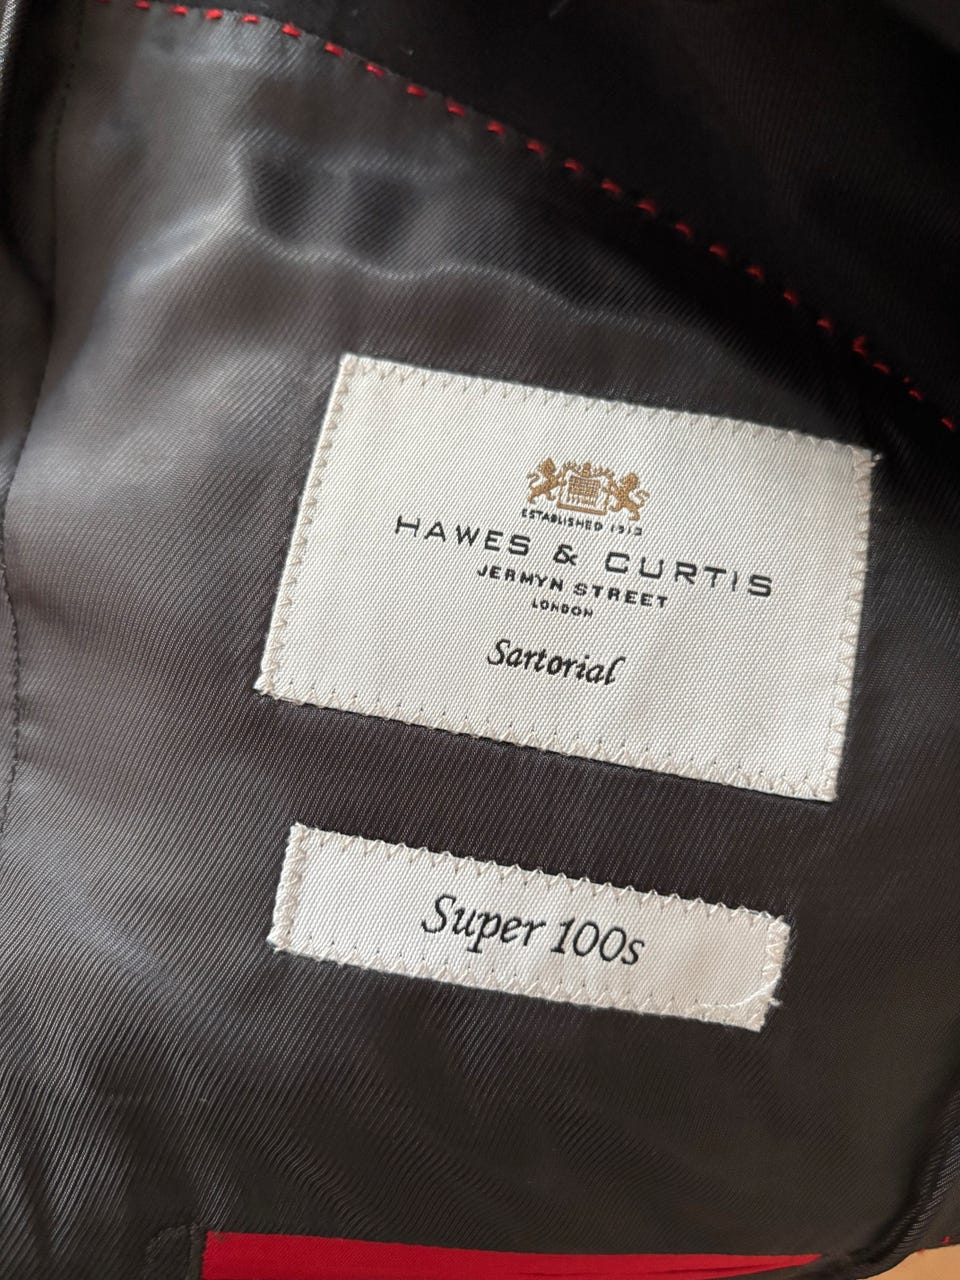 ESTABLISHED 1913
HAWES & CURTIS
JERMYN STREET
LONDON
Sartorial
Super 100s